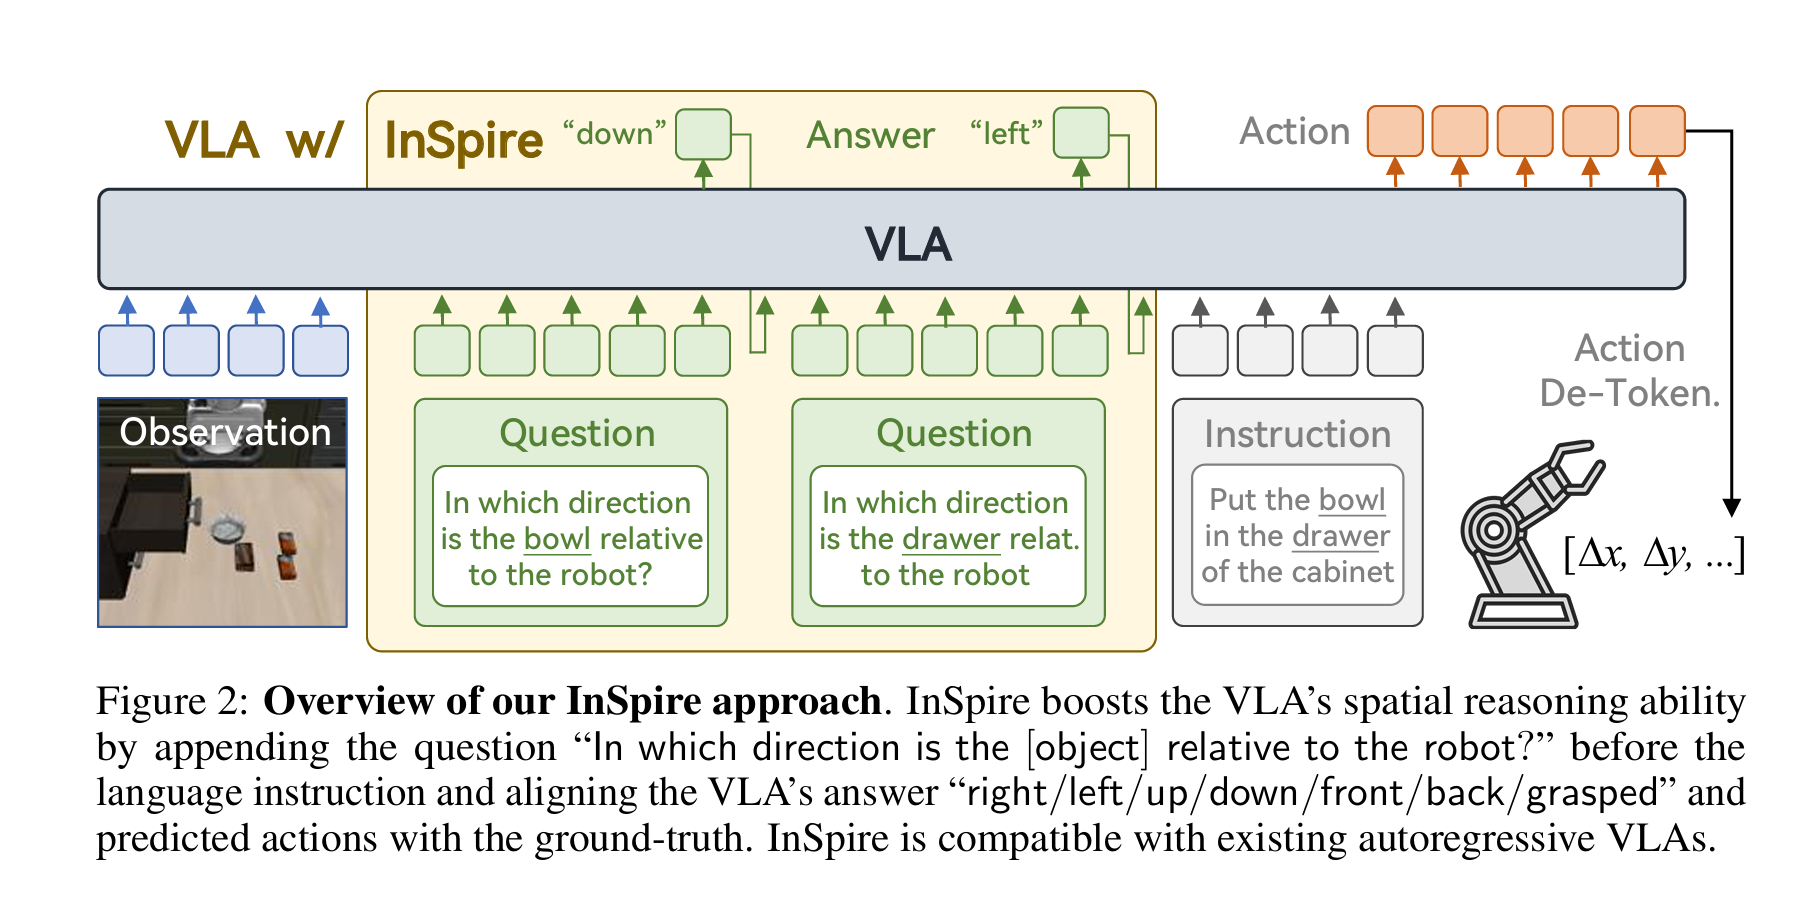 VLA w/ InSpire "down" Answer "left" Action
VLA
Observation
Question
In which direction
is the bowl relative
to the robot?
Question
In which direction
is the drawer relat.
to the robot
Instruction
Put the bowl
in the drawer
of the cabinet
Action
De-Token.
[Δx, Δy, ...]
Figure 2: Overview of our InSpire approach. InSpire boosts the VLA's spatial reasoning ability
by appending the question "In which direction is the [object] relative to the robot?" before the
language instruction and aligning the VLA's answer "right/left/up/down/front/back/grasped" and
predicted actions with the ground-truth. InSpire is compatible with existing autoregressive VLAs.